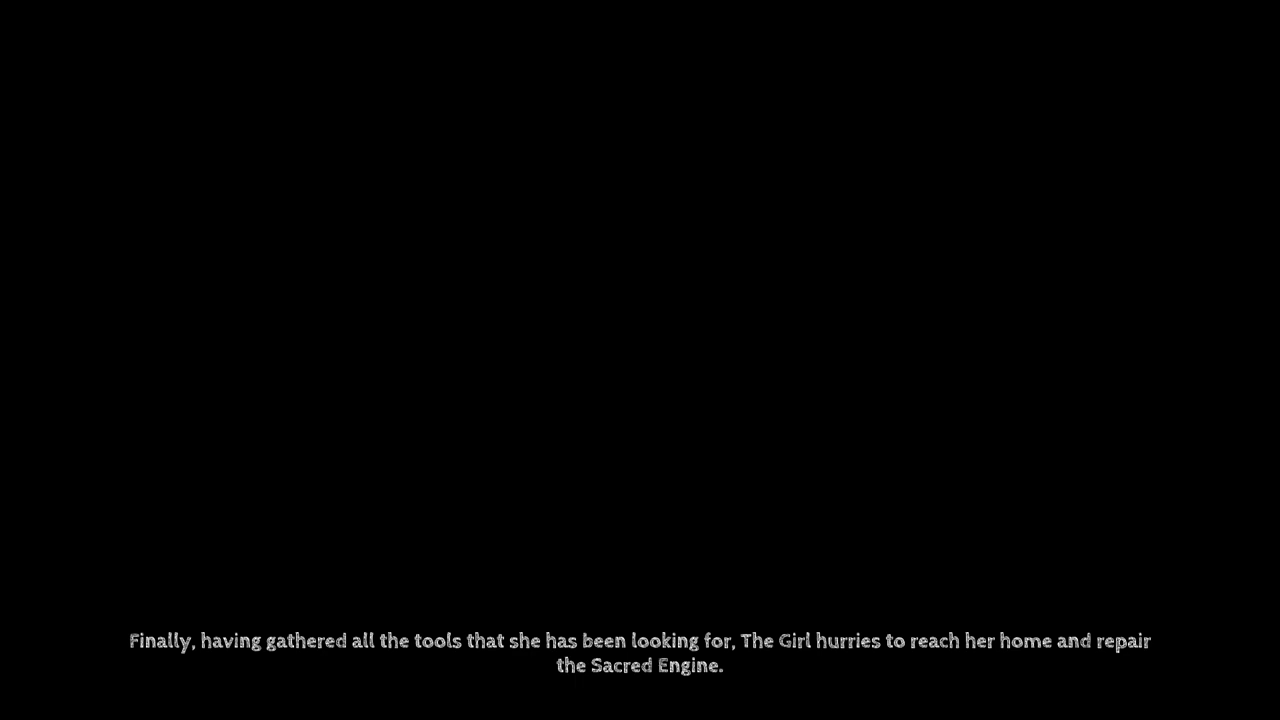 Finally, having gathered all the tools that she has been looking for, The Girl hurries to reach her home and repair
the Sacred Engine.